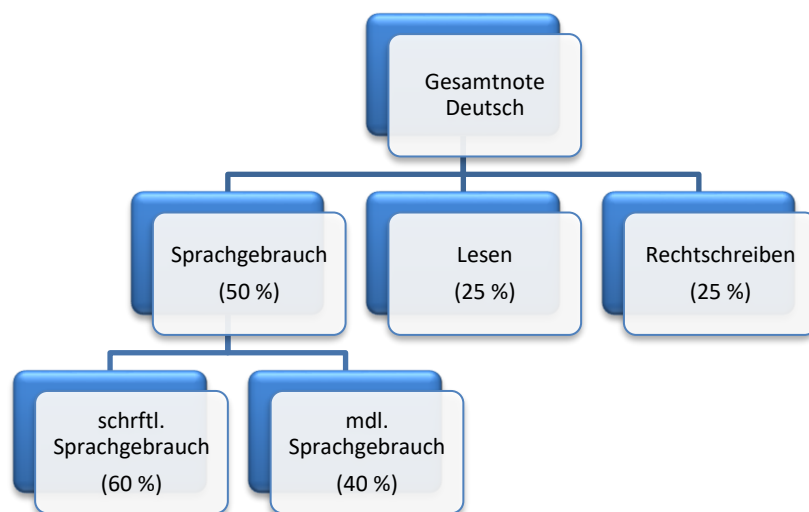 Gesamtnote
Deutsch
Sprachgebrauch
(50 %)
Lesen
(25 %)
Rechtschreiben
(25 %)
schrftl.
Sprachgebrauch
(60 %)
mdl.
Sprachgebrauch
(40 %)